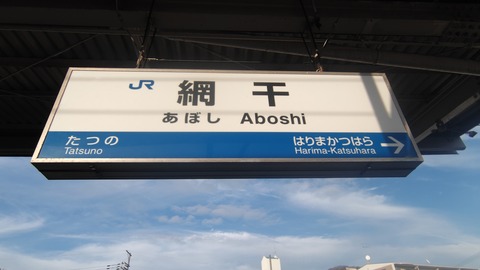 JR 網干
あぼし Aboshi
たつの はりまかつはら →
Tatsuno Harima-Katsuhara